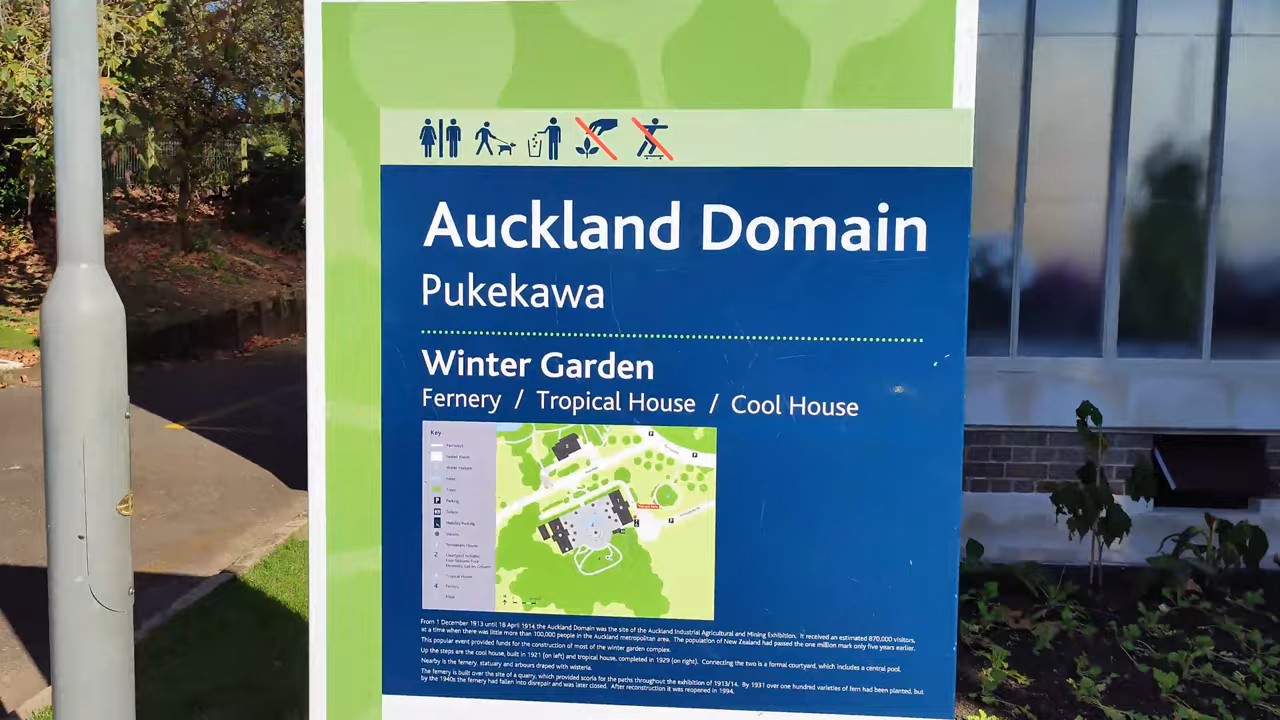 Auckland Domain
Pukekawa
Winter Garden
Fernery / Tropical House / Cool House
Key
P
P
P
P
Parking
Toilets
Mobility Parking
Tropical House
Fernery
From 1 December 1913 until 18 April 1914 the Auckland Domain was the site of the Auckland Industrial Agricultural and Mining Exhibition. It received an estimated 870,000 visitors,
at a time when there was little more than 100,000 people in the Auckland metropolitan area. The population of New Zealand had passed the one million mark only five years earlier.
This popular event provided funds for the construction of most of the winter garden complex.
Up the steps are the cool house, built in 1921 (on left) and tropical house, completed in 1929 (on right). Connecting the two is a formal courtyard, which includes a central pool.
Nearby is the fernery, statuary and arbours draped with wisteria.
The fernery is built over the site of a quarry, which provided scoria for the paths throughout the exhibition of 1913/14. By 1931 over one hundred varieties of fern had been planted, but
by the 1940s the fernery had fallen into disrepair and was later closed. After reconstruction it was reopened in 1994.